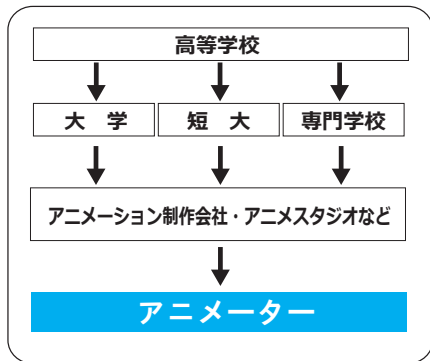 高等学校
大学 短大 専門学校
アニメーション制作会社・アニメスタジオなど
アニメーター